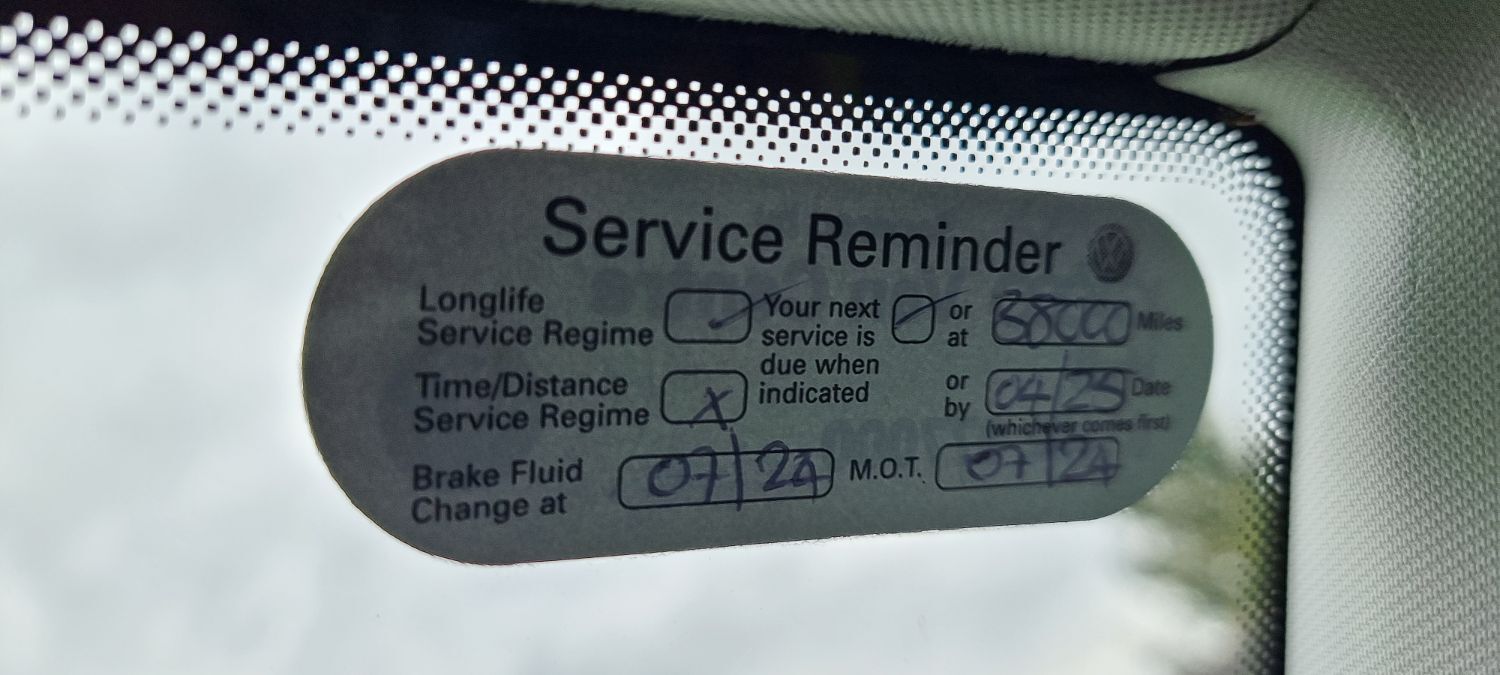 Service Reminder
Longlife
Service Regime
Your next
service is
due when
indicated
or
at
38000 Miles
Time/Distance
Service Regime
X
or
by
04/25 Date
(whichever comes first)
Brake Fluid
Change at
07/24
M.O.T.
07/24